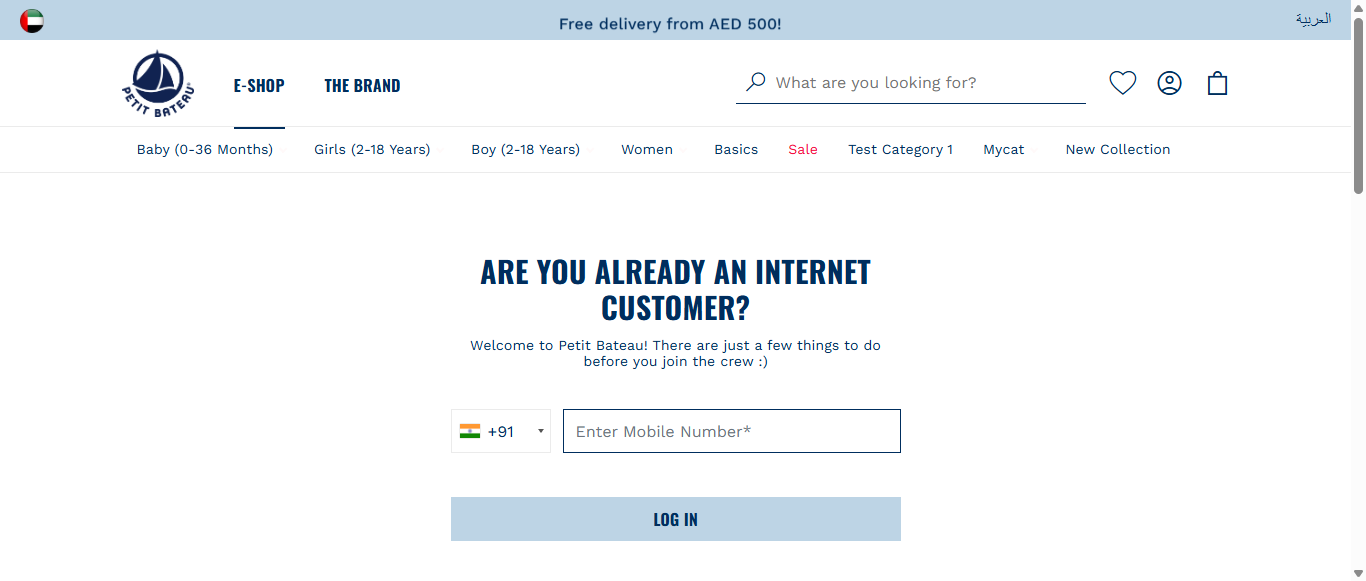 Free delivery from AED 500!
العربية
PETIT BATEAU
E-SHOP
THE BRAND
What are you looking for?
Baby (0-36 Months)
Girls (2-18 Years)
Boy (2-18 Years)
Women
Basics
Sale
Test Category 1
Mycat
New Collection
ARE YOU ALREADY AN INTERNET
CUSTOMER?
Welcome to Petit Bateau! There are just a few things to do
before you join the crew :)
+91
Enter Mobile Number*
LOG IN